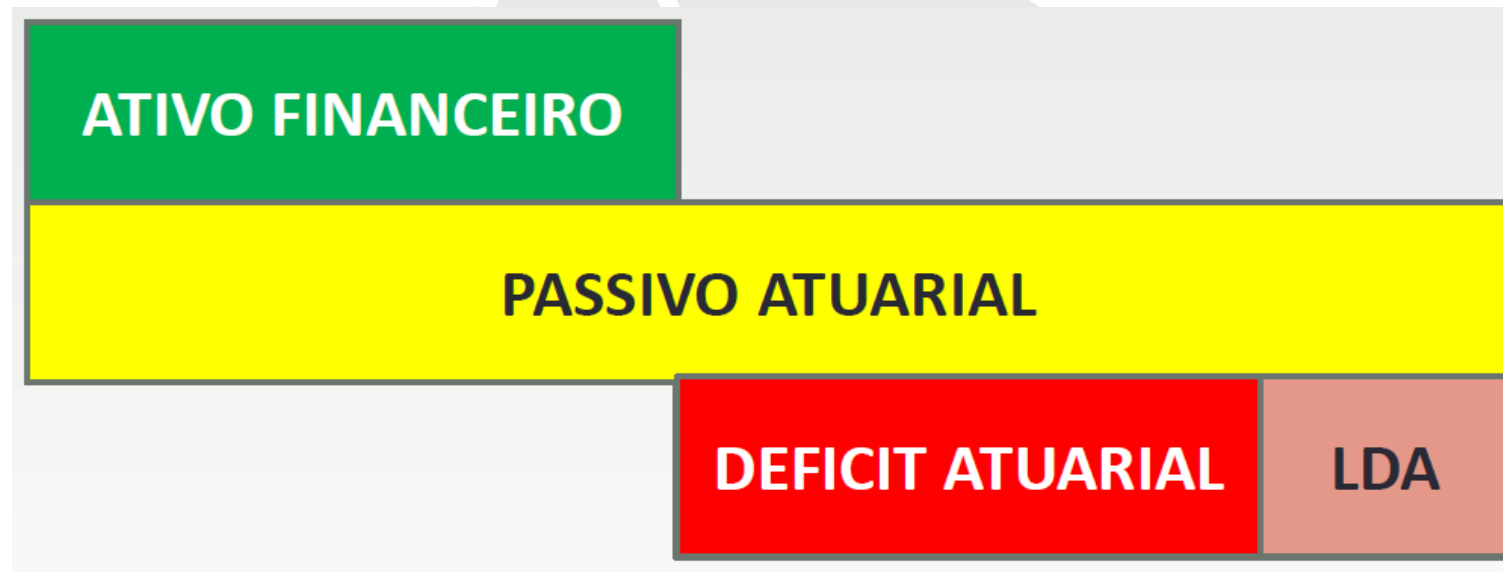 ATIVO FINANCEIRO
PASSIVO ATUARIAL
DEFICIT ATUARIAL
LDA